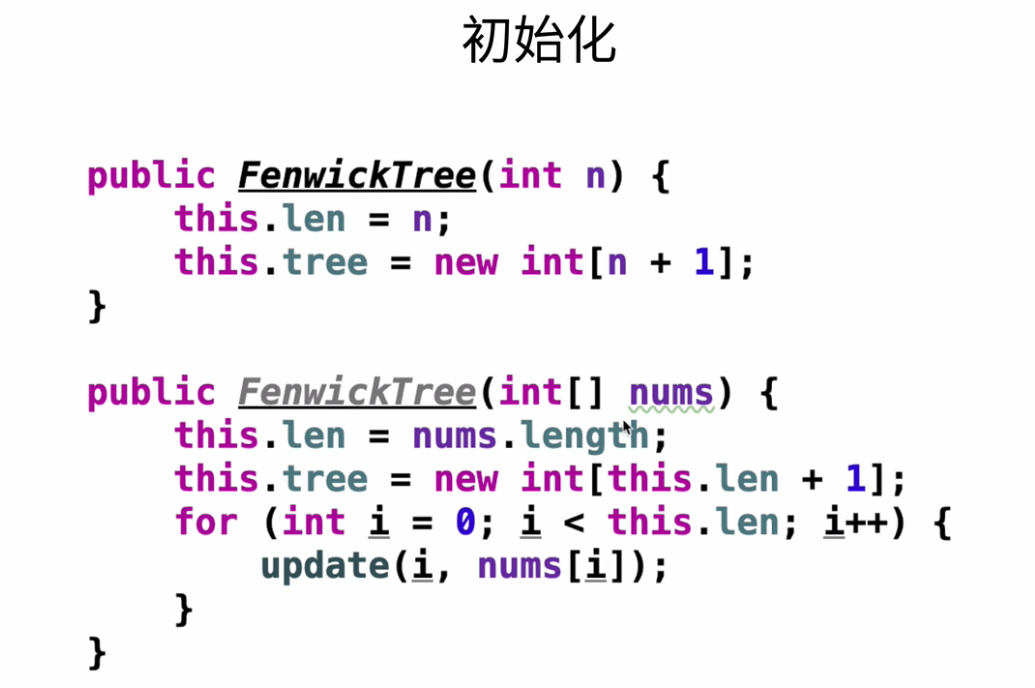 初始化
public FenwickTree(int n) {
    this.len = n;
    this.tree = new int[n + 1];
}
public FenwickTree(int[] nums) {
    this.len = nums.length;
    this.tree = new int[this.len + 1];
    for (int i = 0; i < this.len; i++) {
        update(i, nums[i]);
    }
}